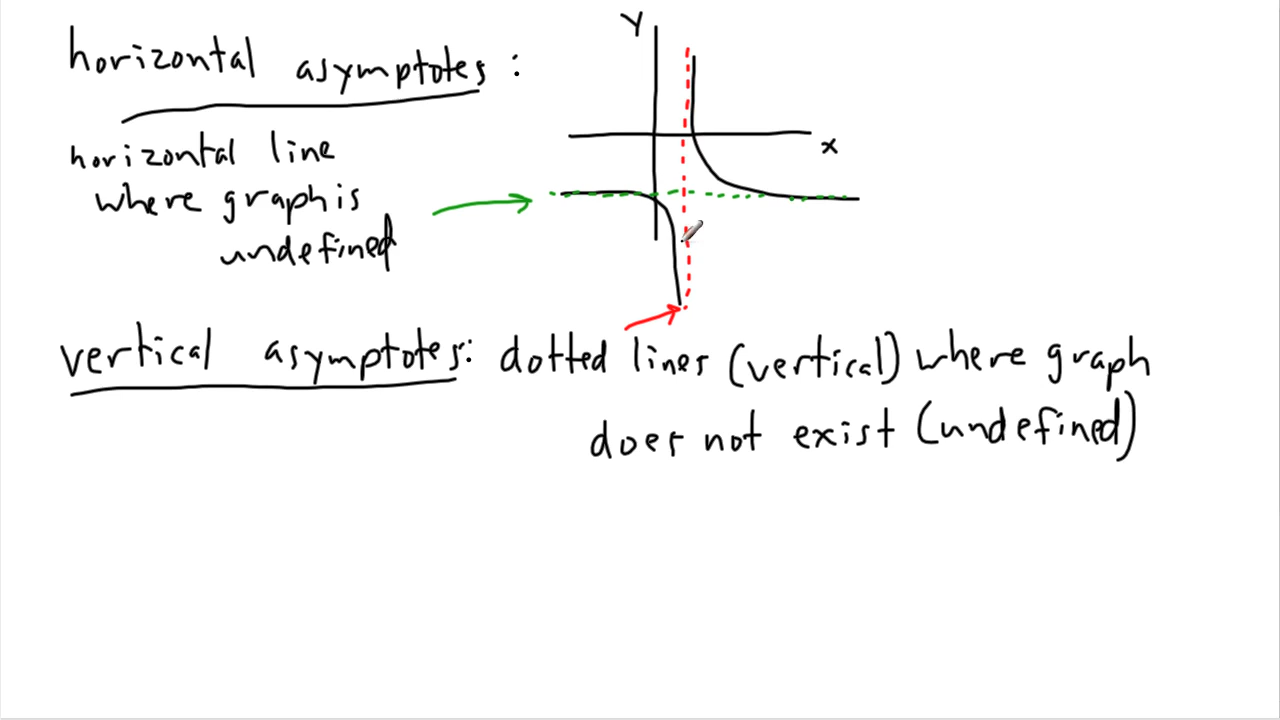 horizontal asymptotes:
Y
x
horizontal line
where graph is
undefined
vertical asymptotes: dotted lines (vertical) where graph
does not exist (undefined)